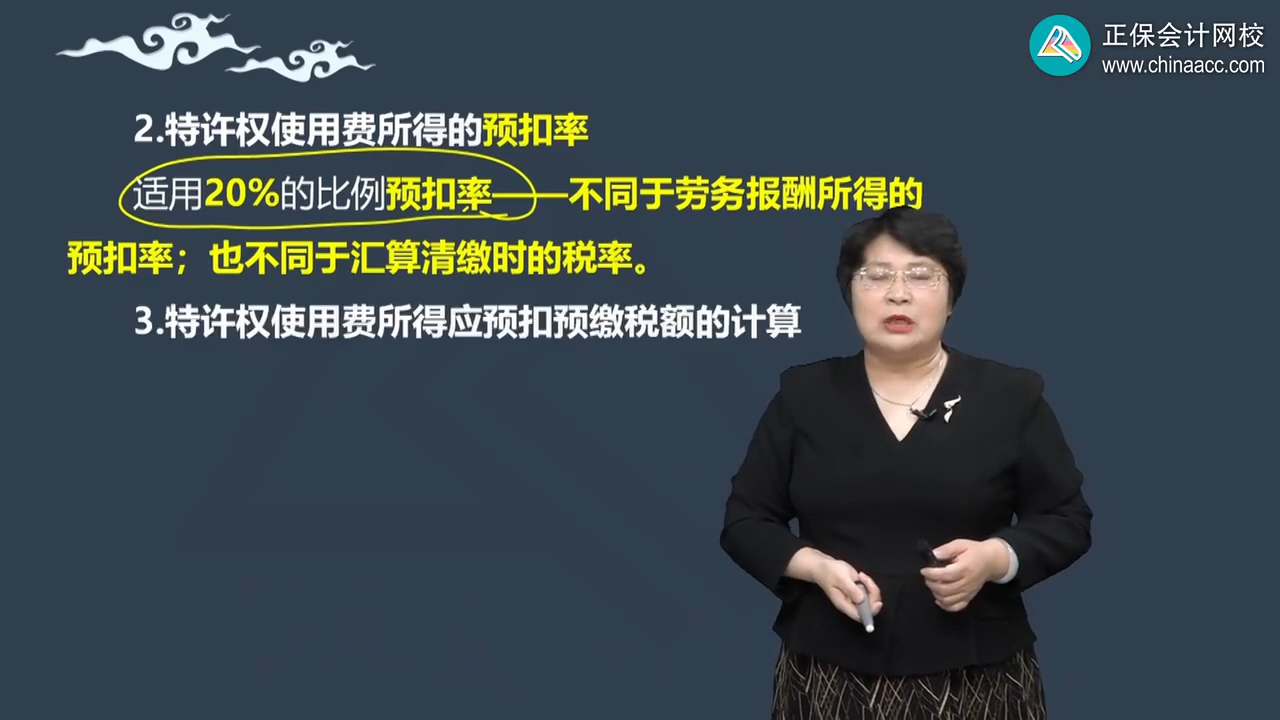 正保会计网校
www.chinaacc.com
2.特许权使用费所得的预扣率
适用20%的比例预扣率——不同于劳务报酬所得的
预扣率；也不同于汇算清缴时的税率。
3.特许权使用费所得应预扣预缴税额的计算